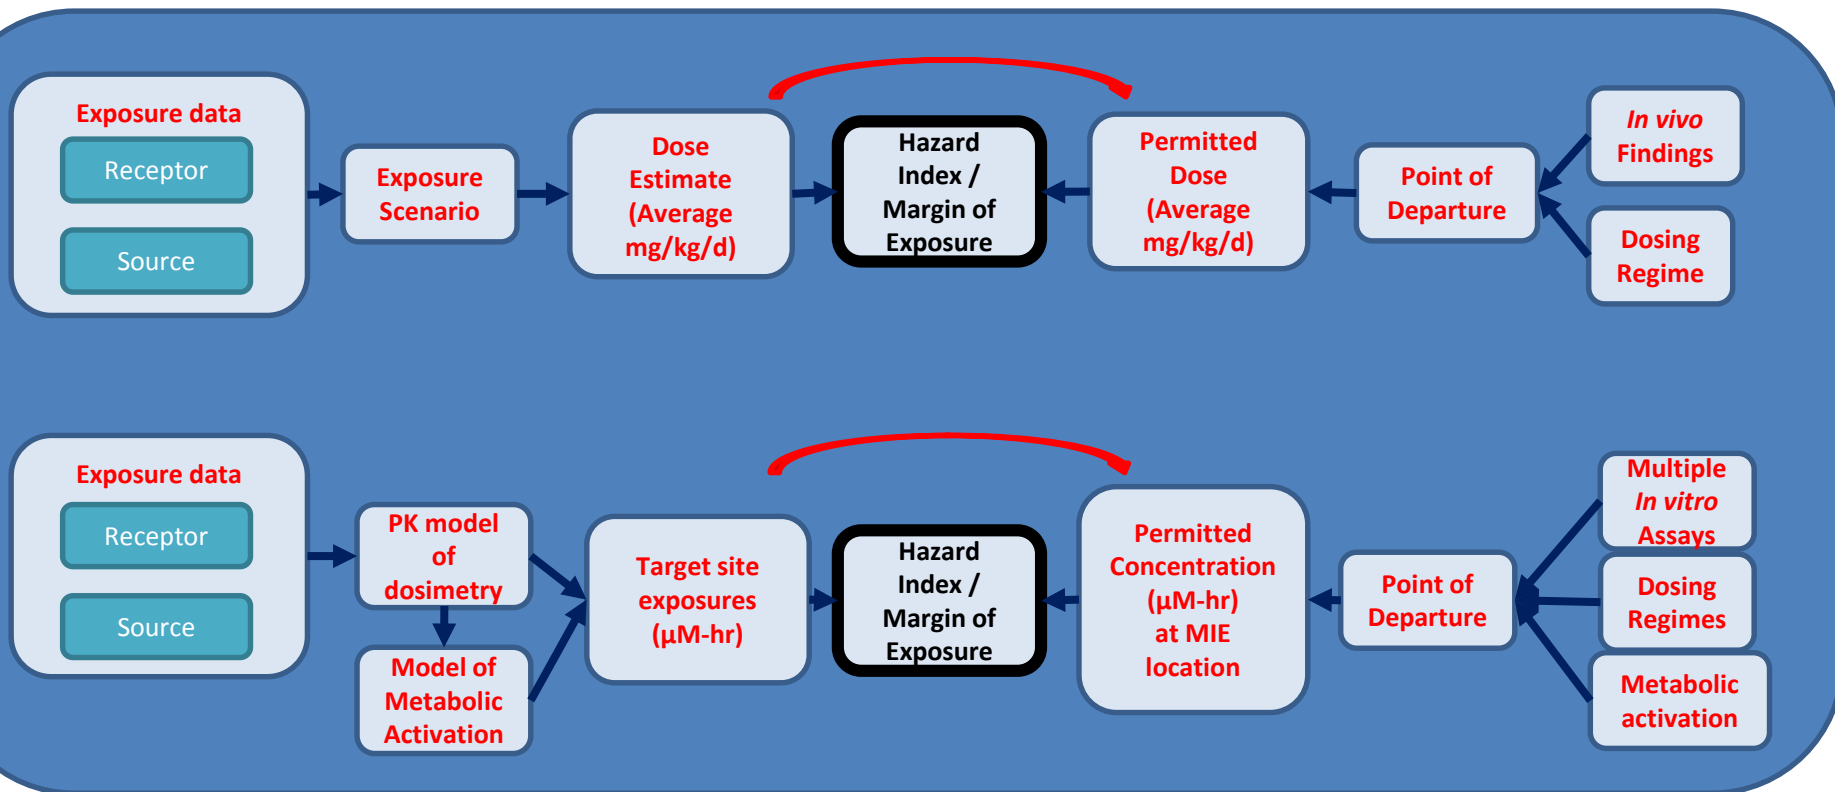 Exposure data
Receptor
Source
Exposure
Scenario
Dose
Estimate
(Average
mg/kg/d)
Hazard
Index /
Margin of
Exposure
Permitted
Dose
(Average
mg/kg/d)
Point of
Departure
In vivo
Findings
Dosing
Regime
Exposure data
Receptor
Source
PK model
of
dosimetry
Model of
Metabolic
Activation
Target site
exposures
(µM-hr)
Hazard
Index /
Margin of
Exposure
Permitted
Concentration
(µM-hr)
at MIE
location
Point of
Departure
Multiple
In vitro
Assays
Dosing
Regimes
Metabolic
activation